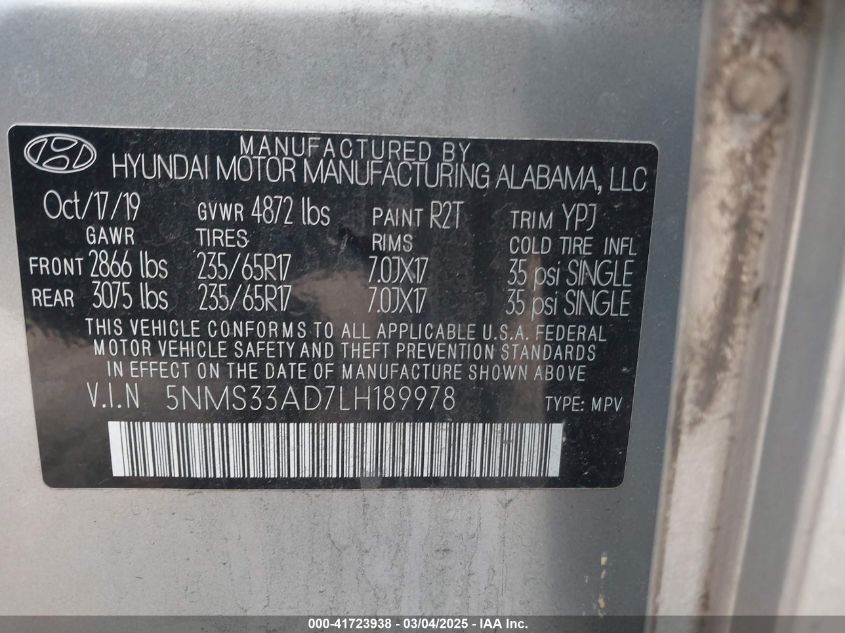 MANUFACTURED BY
HYUNDAI MOTOR MANUFACTURING ALABAMA, LLC
Oct/17/19 GVWR 4872 lbs PAINT R2T TRIM YPJ
GAWR TIRES RIMS COLD TIRE INFL
FRONT 2866 lbs 235/65R17 7.0JX17 35 psi SINGLE
REAR 3075 lbs 235/65R17 7.0JX17 35 psi SINGLE
THIS VEHICLE CONFORMS TO ALL APPLICABLE U.S.A. FEDERAL
MOTOR VEHICLE SAFETY AND THEFT PREVENTION STANDARDS
IN EFFECT ON THE DATE OF MANUFACTURE SHOWN ABOVE.
V.I.N 5NMS33AD7LH189978 TYPE: MPV
000-41723938 - 03/04/2025 - IAA Inc.